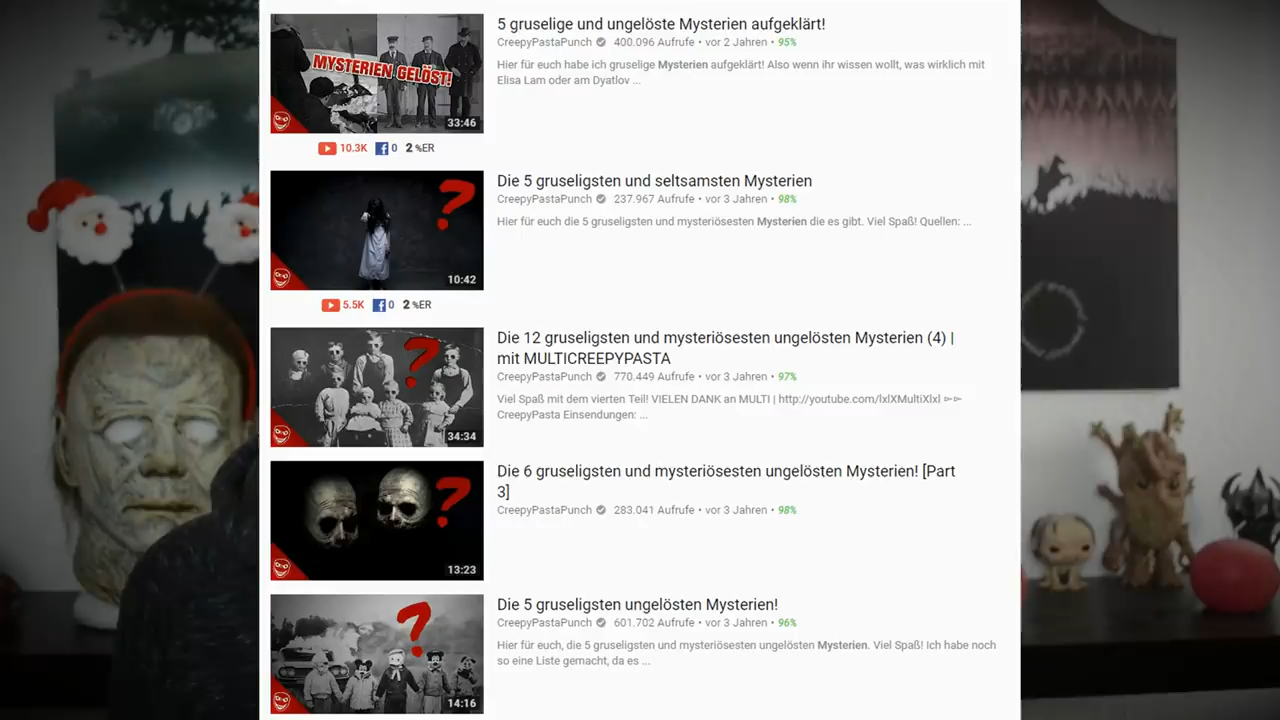 5 gruselige und ungelöste Mysterien aufgeklärt!
CreepyPastaPunch 400.096 Aufrufe • vor 2 Jahren • 95%
Hier für euch habe ich gruselige Mysterien aufgeklärt! Also wenn ihr wissen wollt, was wirklich mit
Elisa Lam oder am Dyatlov ...
MYSTERIEN GELÖST!
33:46
10.3K 0 2 %ER
Die 5 gruseligsten und seltsamsten Mysterien
CreepyPastaPunch 237.967 Aufrufe • vor 3 Jahren • 98%
Hier für euch die 5 gruseligsten und mysteriösesten Mysterien die es gibt. Viel Spaß! Quellen: ...
?
10:42
5.5K 0 2 %ER
Die 12 gruseligsten und mysteriösesten ungelösten Mysterien (4) |
mit MULTICREEPYPASTA
CreepyPastaPunch 770.449 Aufrufe • vor 3 Jahren • 97%
Viel Spaß mit dem vierten Teil! VIELEN DANK an MULTI | http://youtube.com/lxlXMultiXlxl ▻▻
CreepyPasta Einsendungen: ...
?
34:34
Die 6 gruseligsten und mysteriösesten ungelösten Mysterien! [Part
3]
CreepyPastaPunch 283.041 Aufrufe • vor 3 Jahren • 98%
?
13:23
Die 5 gruseligsten ungelösten Mysterien!
CreepyPastaPunch 601.702 Aufrufe • vor 3 Jahren • 96%
Hier für euch, die 5 gruseligsten und mysteriösesten ungelösten Mysterien. Viel Spaß! Ich habe noch
so eine Liste gemacht, da es ...
?
14:16